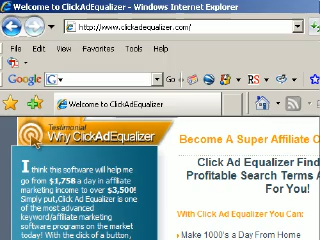 Welcome to ClickAdEqualizer - Windows Internet Explorer
http://www.clickadequalizer.com/
File Edit View Favorites Tools Help
Google G Go RS
Welcome to ClickAdEqualizer
Testimonial
Why ClickAdEqualizer
I think this software will help me
go from $1,758 a day in affiliate
marketing income to over $3,500!
Simply put,Click Ad Equalizer is
one of the most advanced
keyword/affiliate marketing
software programs on the market
today! With the click of a button,
Become A Super Affiliate O
Click Ad Equalizer Find
Profitable Search Terms A
For You!
With Click Ad Equalizer You Can:
Make 1000's a Day From Home